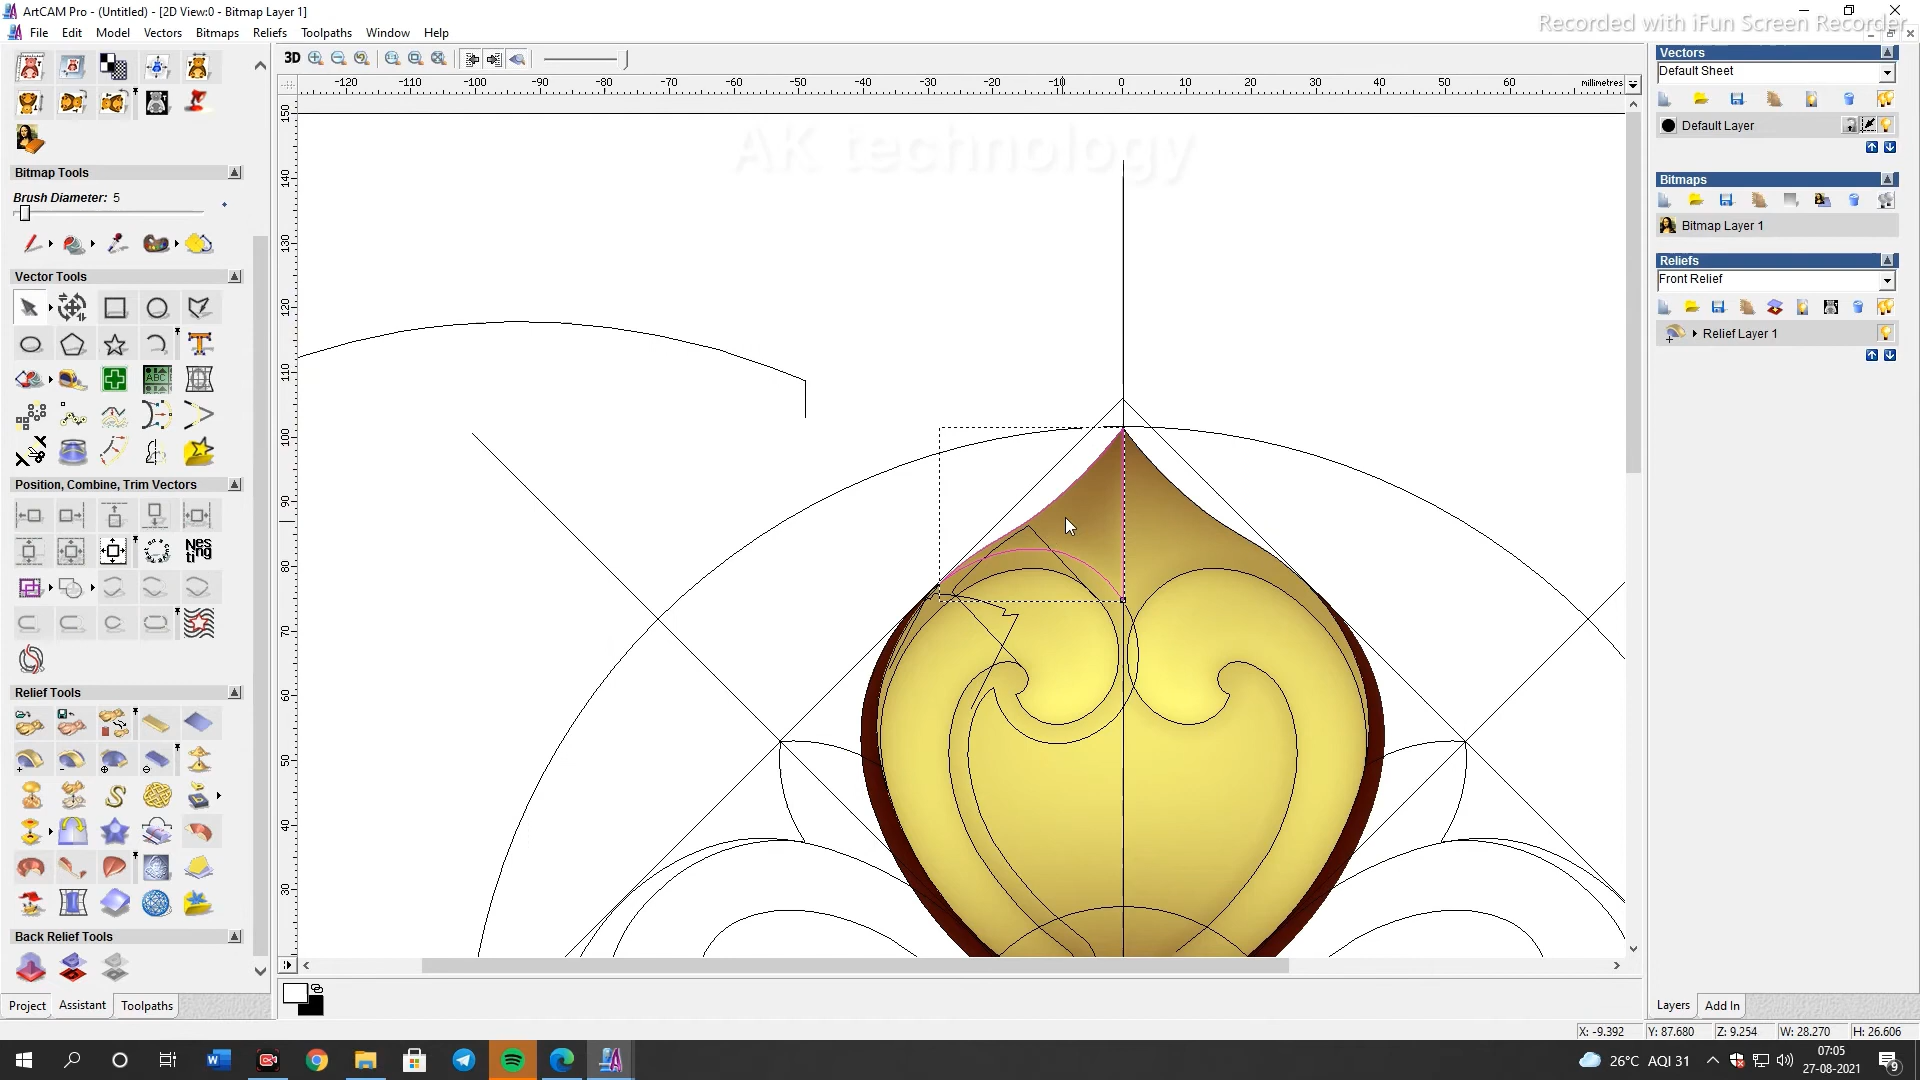 ArtCAM Pro - (Untitled) - [2D View:0 - Bitmap Layer 1]
Recorded with iFun Screen Recorder
File Edit Model Vectors Bitmaps Reliefs Toolpaths Window Help
3D
-120 -110 -100 -90 -80 -70 -60 -50 -40 -30 -20 -10 0 10 20 30 40 50 60 millimetres
150
140
130
120
110
100
90
80
70
60
50
40
30
AK technology
Bitmap Tools
Brush Diameter: 5
Vector Tools
ABC
Position, Combine, Trim Vectors
Nes
ting
Relief Tools
Back Relief Tools
Project Assistant Toolpaths
Vectors
Default Sheet
Default Layer
Bitmaps
Bitmap Layer 1
Reliefs
Front Relief
Relief Layer 1
Layers Add In
X: -9.392 Y: 87.680 Z: 9.254 W: 28.270 H: 26.606
26°C AQI 31
07:05
27-08-2021
9